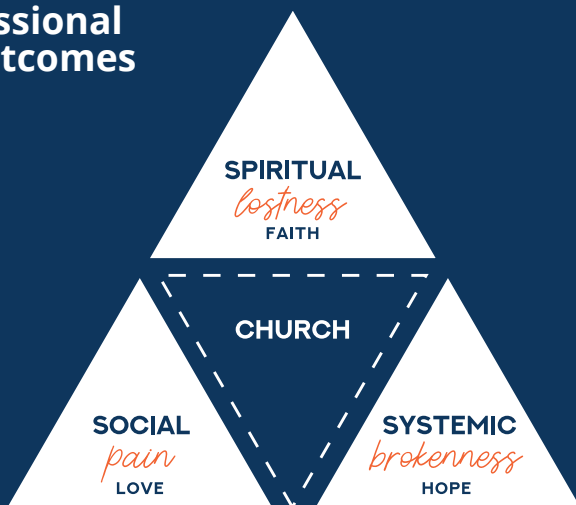 ssional
tcomes
SPIRITUAL
lostness
FAITH
CHURCH
SOCIAL
pain
LOVE
SYSTEMIC
brokenness
HOPE